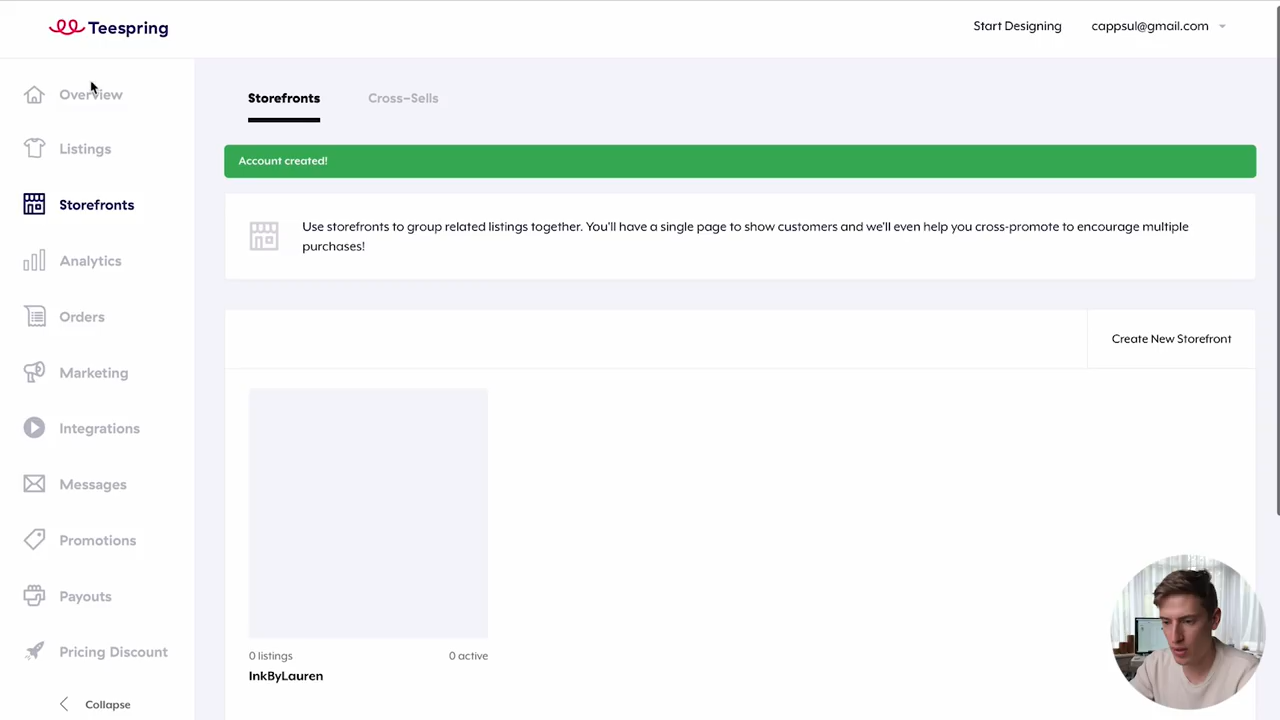 Teespring
Start Designing
cappsul@gmail.com
Overview
Listings
Storefronts
Analytics
Orders
Marketing
Integrations
Messages
Promotions
Payouts
Pricing Discount
Collapse
Storefronts
Cross-Sells
Account created!
Use storefronts to group related listings together. You'll have a single page to show customers and we'll even help you cross-promote to encourage multiple
purchases!
Create New Storefront
0 listings
0 active
InkByLauren